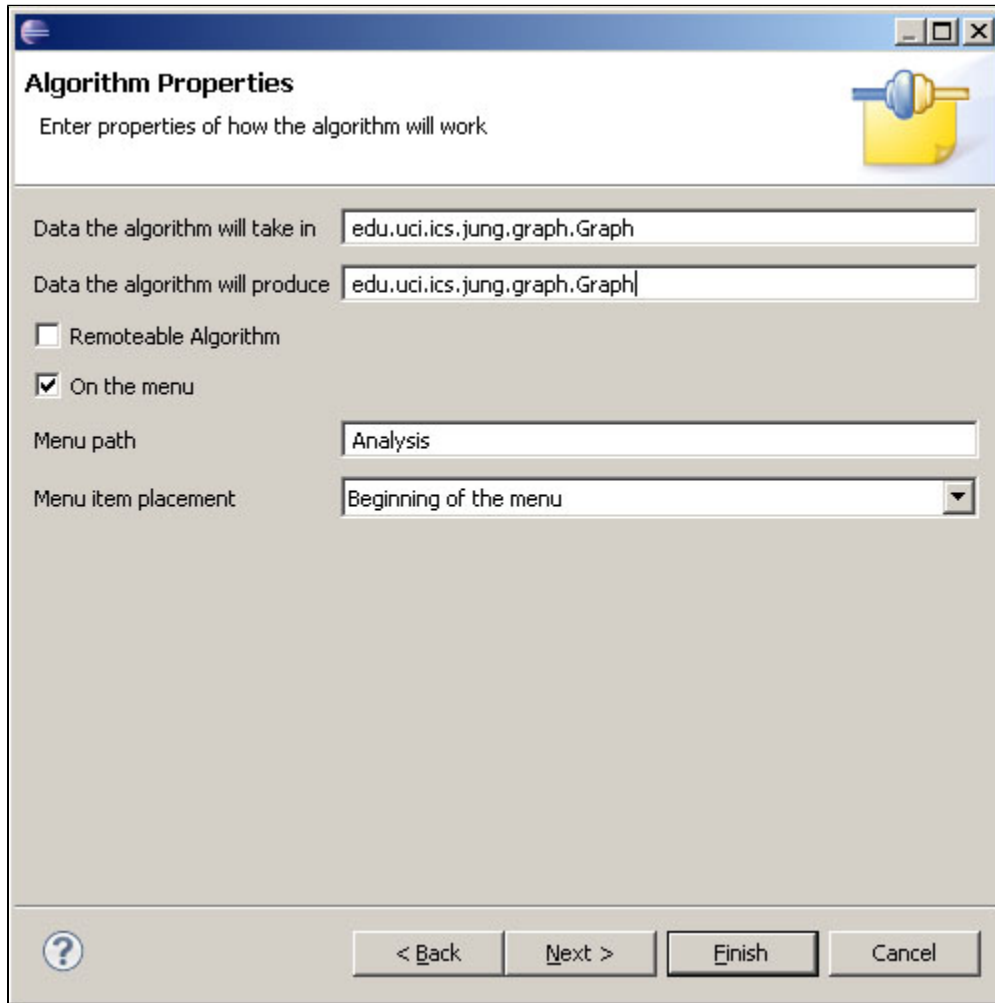 Algorithm Properties
Enter properties of how the algorithm will work
Data the algorithm will take in edu.uci.ics.jung.graph.Graph
Data the algorithm will produce edu.uci.ics.jung.graph.Graph
Remoteable Algorithm
On the menu
Menu path Analysis
Menu item placement Beginning of the menu
? < Back Next > Finish Cancel